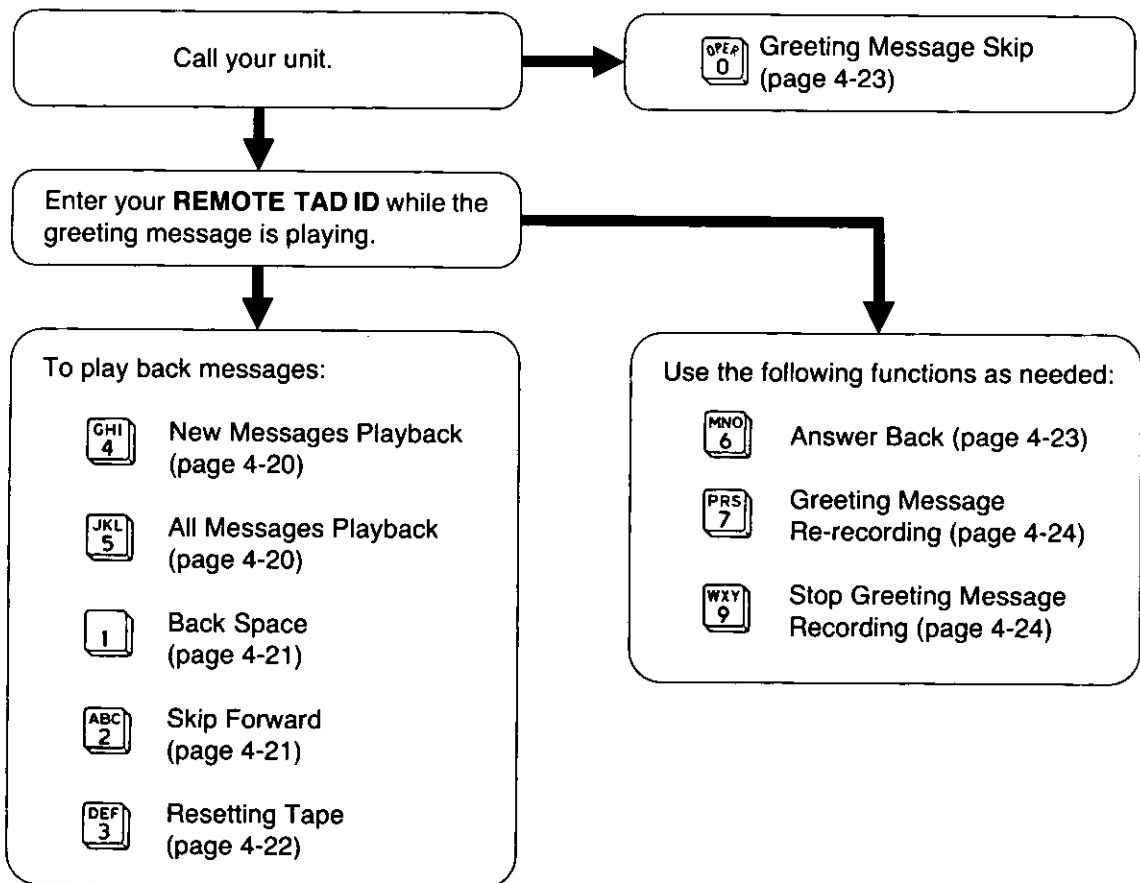 Call your unit.
OPER
0
Greeting Message Skip
(page 4-23)
Enter your REMOTE TAD ID while the
greeting message is playing.
To play back messages:
GHI
4
New Messages Playback
(page 4-20)
JKL
5
All Messages Playback
(page 4-20)
1
Back Space
(page 4-21)
ABC
2
Skip Forward
(page 4-21)
DEF
3
Resetting Tape
(page 4-22)
Use the following functions as needed:
MNO
6
Answer Back (page 4-23)
PRS
7
Greeting Message
Re-recording (page 4-24)
WXY
9
Stop Greeting Message
Recording (page 4-24)